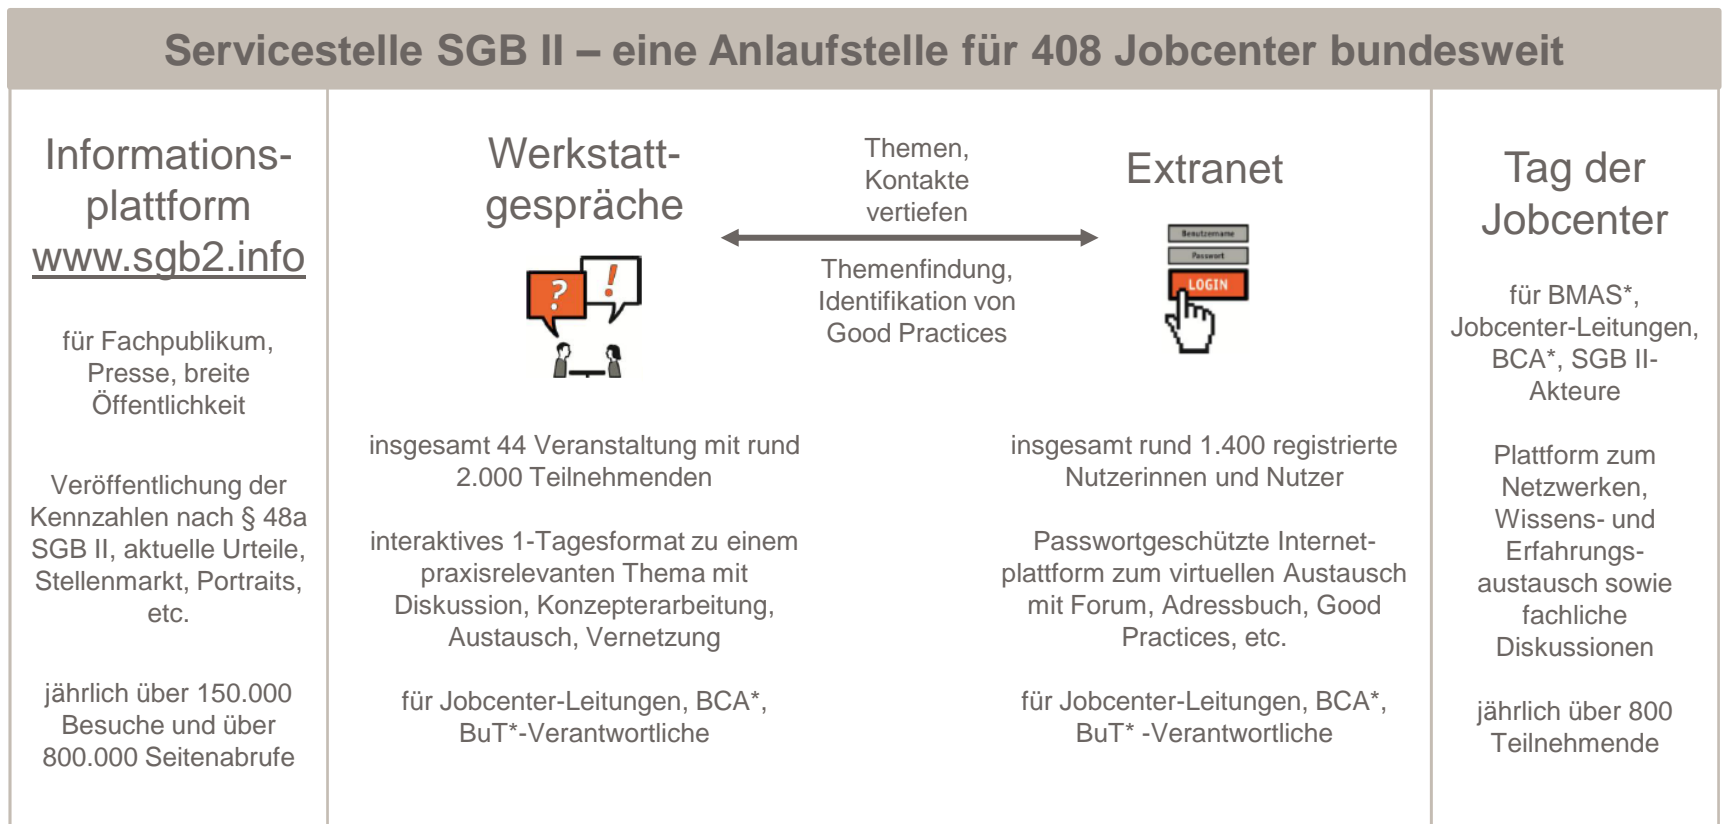 Servicestelle SGB II – eine Anlaufstelle für 408 Jobcenter bundesweit
Informations-
plattform
www.sgb2.info
für Fachpublikum,
Presse, breite
Öffentlichkeit
Veröffentlichung der
Kennzahlen nach § 48a
SGB II, aktuelle Urteile,
Stellenmarkt, Portraits,
etc.
jährlich über 150.000
Besuche und über
800.000 Seitenabrufe
Werkstatt-
gespräche
?
!
insgesamt 44 Veranstaltung mit rund
2.000 Teilnehmenden
interaktives 1-Tagesformat zu einem
praxisrelevanten Thema mit
Diskussion, Konzepterarbeitung,
Austausch, Vernetzung
für Jobcenter-Leitungen, BCA*,
BuT*-Verantwortliche
Themen,
Kontakte
vertiefen
Themenfindung,
Identifikation von
Good Practices
Extranet
Benutzername
Passwort
LOGIN
insgesamt rund 1.400 registrierte
Nutzerinnen und Nutzer
Passwortgeschützte Internet-
plattform zum virtuellen Austausch
mit Forum, Adressbuch, Good
Practices, etc.
für Jobcenter-Leitungen, BCA*,
BuT* -Verantwortliche
Tag der
Jobcenter
für BMAS*,
Jobcenter-Leitungen,
BCA*, SGB II-
Akteure
Plattform zum
Netzwerken,
Wissens- und
Erfahrungs-
austausch sowie
fachliche
Diskussionen
jährlich über 800
Teilnehmende